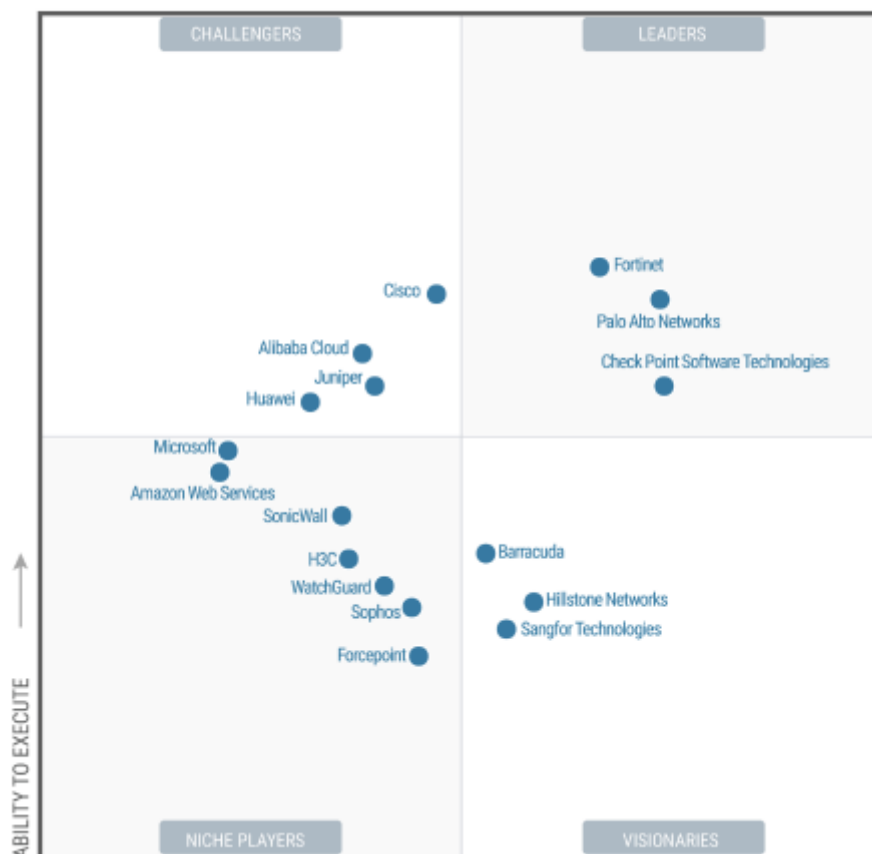 CHALLENGERS
LEADERS
Fortinet
Cisco
Palo Alto Networks
Alibaba Cloud
Check Point Software Technologies
Juniper
Huawei
Microsoft
Amazon Web Services
SonicWall
Barracuda
H3C
WatchGuard
Hillstone Networks
Sophos
Sangfor Technologies
Forcepoint
ABILITY TO EXECUTE
NICHE PLAYERS
VISIONARIES